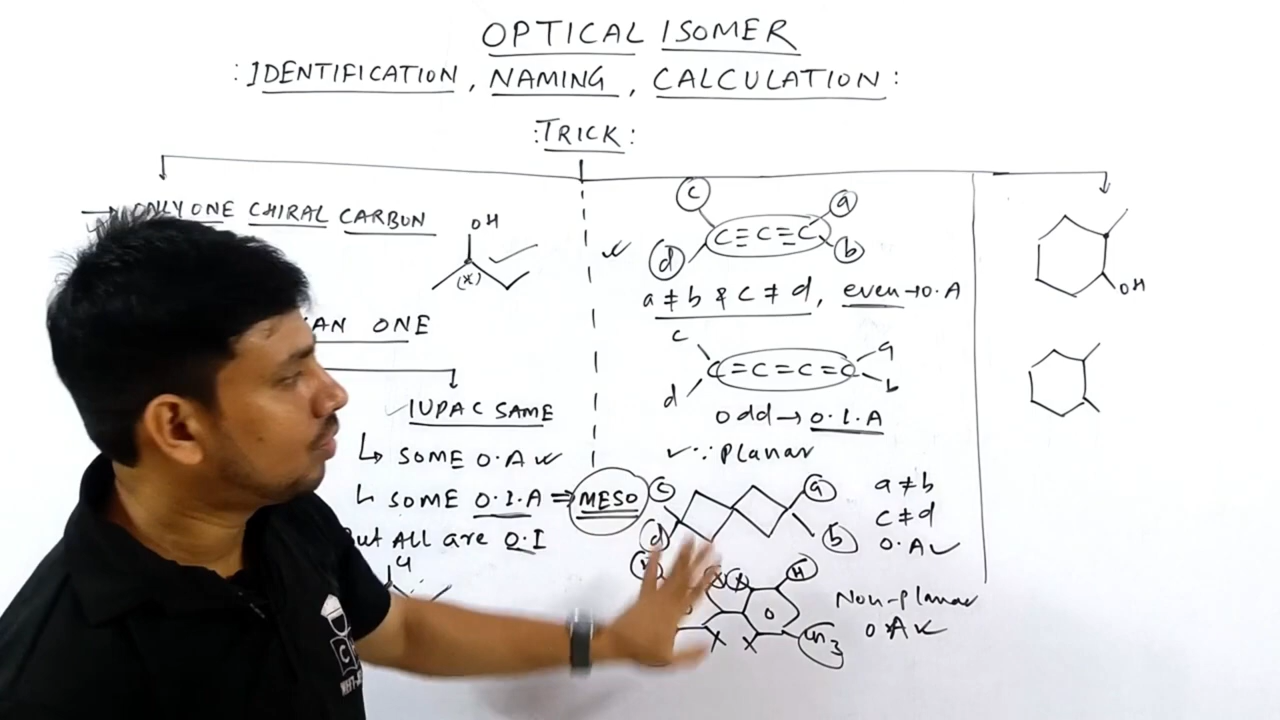 OPTICAL ISOMER
: IDENTIFICATION, NAMING, CALCULATION :
: TRICK :
ONLY ONE CHIRAL CARBUN
OH
(*)
AN ONE
IUPAC SAME
↳ SOME O.A ✓
↳ SOME O.I.A ⇒ MESO
But All are O.I
c a
C≡C≡C
d b
a ≠ b & c ≠ d, even → O.A
c a
C=C=C=C
d b
odd → O.I.A
✓ ∵ planar
c a
d b
a ≠ b
c ≠ d
O.A ✓
H X X H
X X CH3
Non-planar
O.A ✓
OH